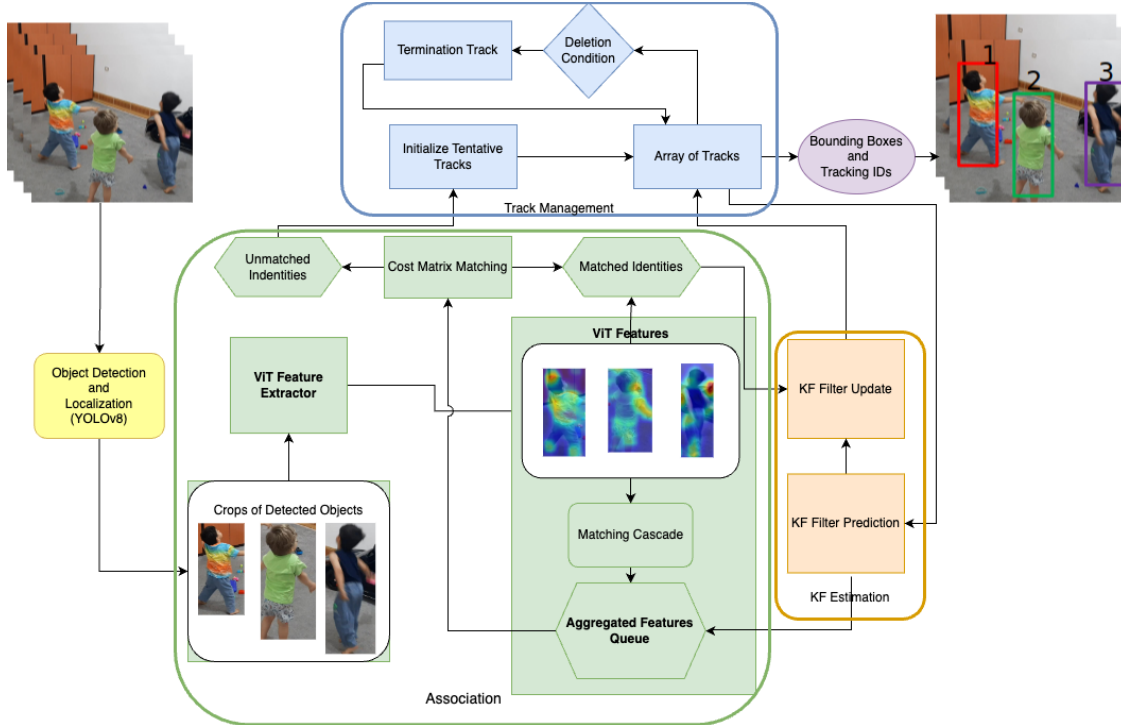 Termination Track
Deletion
Condition
1
2
3
Initialize Tentative
Tracks
Array of Tracks
Bounding Boxes
and
Tracking IDs
Track Management
Unmatched
Indentities
Cost Matrix Matching
Matched Identities
ViT Features
Object Detection
and
Localization
(YOLOv8)
ViT Feature
Extractor
KF Filter Update
Crops of Detected Objects
Matching Cascade
KF Filter Prediction
KF Estimation
Aggregated Features
Queue
Association